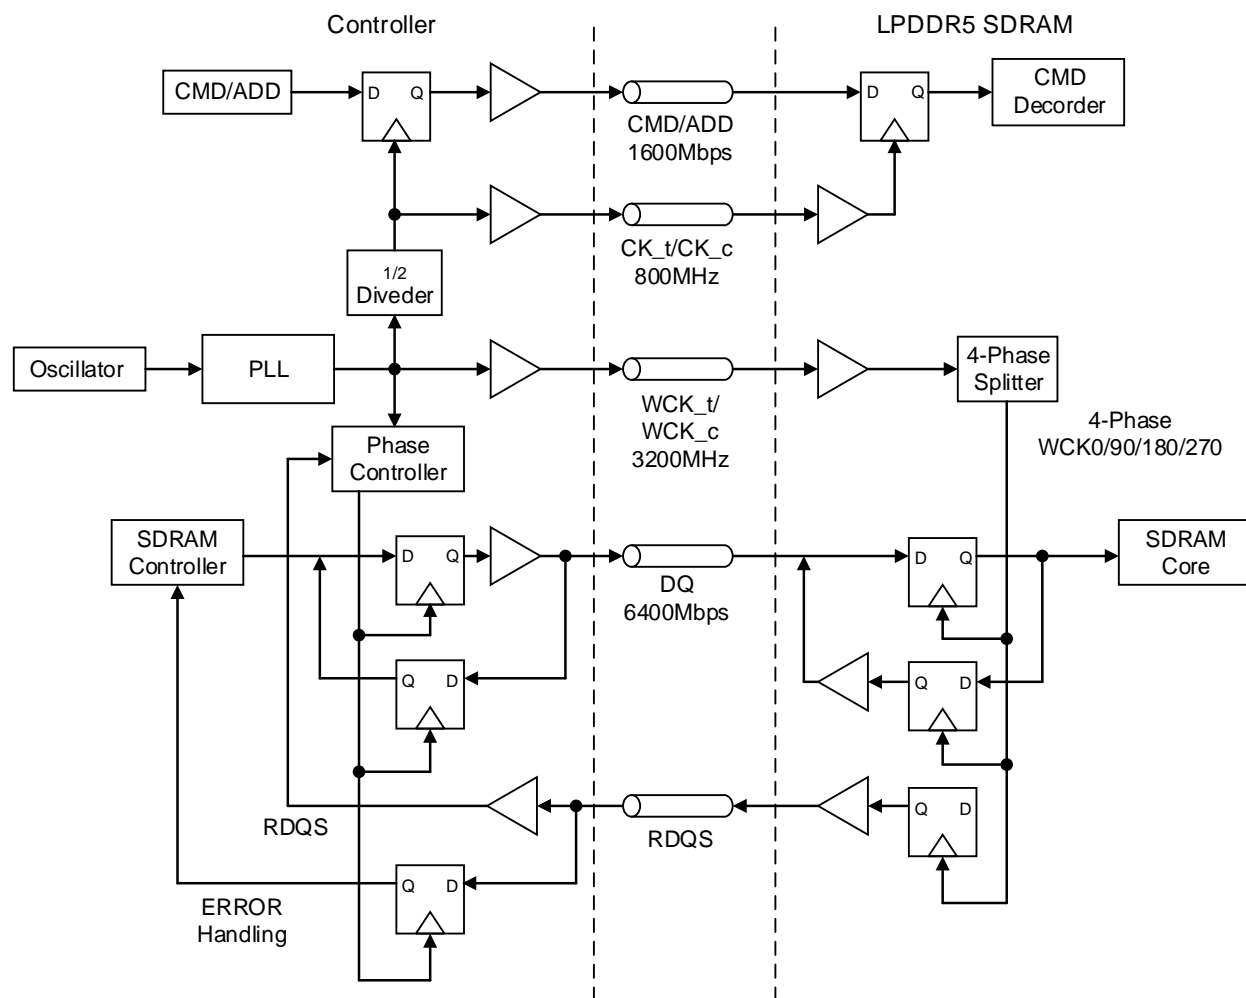 Controller
LPDDR5 SDRAM
CMD/ADD
D
Q
CMD/ADD
1600Mbps
D
Q
CMD
Decorder
CK_t/CK_c
800MHz
1/2
Diveder
Oscillator
PLL
WCK_t/
WCK_c
3200MHz
4-Phase
Splitter
4-Phase
WCK0/90/180/270
Phase
Controller
SDRAM
Controller
D
Q
DQ
6400Mbps
D
Q
SDRAM
Core
Q
D
Q
D
RDQS
RDQS
Q
D
ERROR
Handling
Q
D